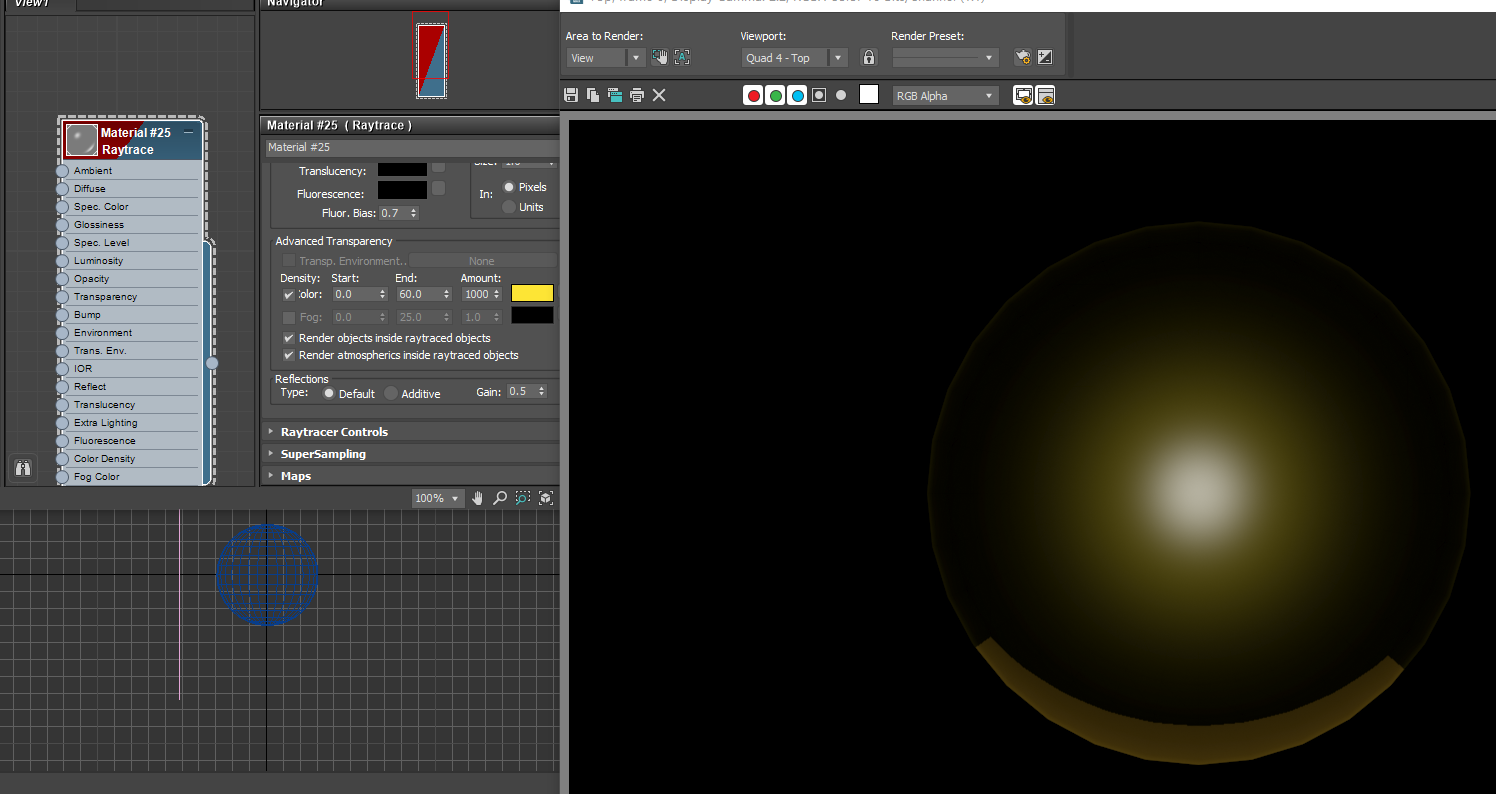 View1
Navigator
Area to Render:
Viewport:
Render Preset:
View
Quad 4 - Top
RGB Alpha
Material #25
Raytrace
Ambient
Diffuse
Spec. Color
Glossiness
Spec. Level
Luminosity
Opacity
Transparency
Bump
Environment
Trans. Env.
IOR
Reflect
Translucency
Extra Lighting
Fluorescence
Color Density
Fog Color
Material #25 ( Raytrace )
Material #25
Translucency:
Fluorescence:
Fluor. Bias: 0.7
In:
Pixels
Units
Advanced Transparency
Transp. Environment.. None
Density: Start: End: Amount:
Color: 0.0 60.0 1000
Fog: 0.0 25.0 1.0
Render objects inside raytraced objects
Render atmospherics inside raytraced objects
Reflections
Type: Default Additive Gain: 0.5
Raytracer Controls
SuperSampling
Maps
100%